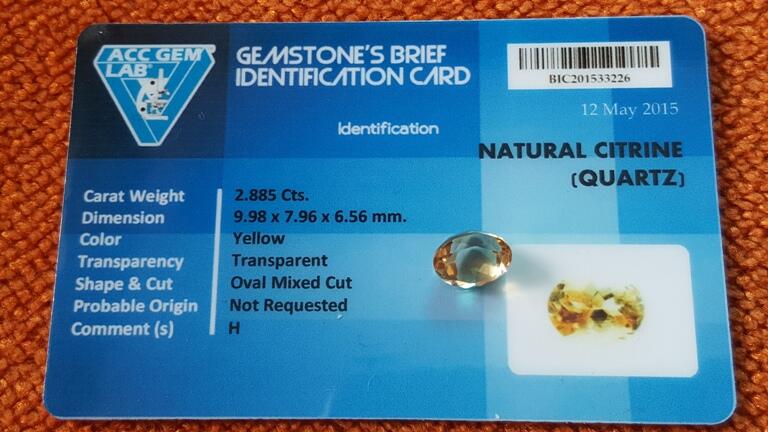 ACC GEM
LAB
GEMSTONE'S BRIEF
IDENTIFICATION CARD
BIC201533226
12 May 2015
Identification
NATURAL CITRINE
(QUARTZ)
Carat Weight 2.885 Cts.
Dimension 9.98 x 7.96 x 6.56 mm.
Color Yellow
Transparency Transparent
Shape & Cut Oval Mixed Cut
Probable Origin Not Requested
Comment (s) H